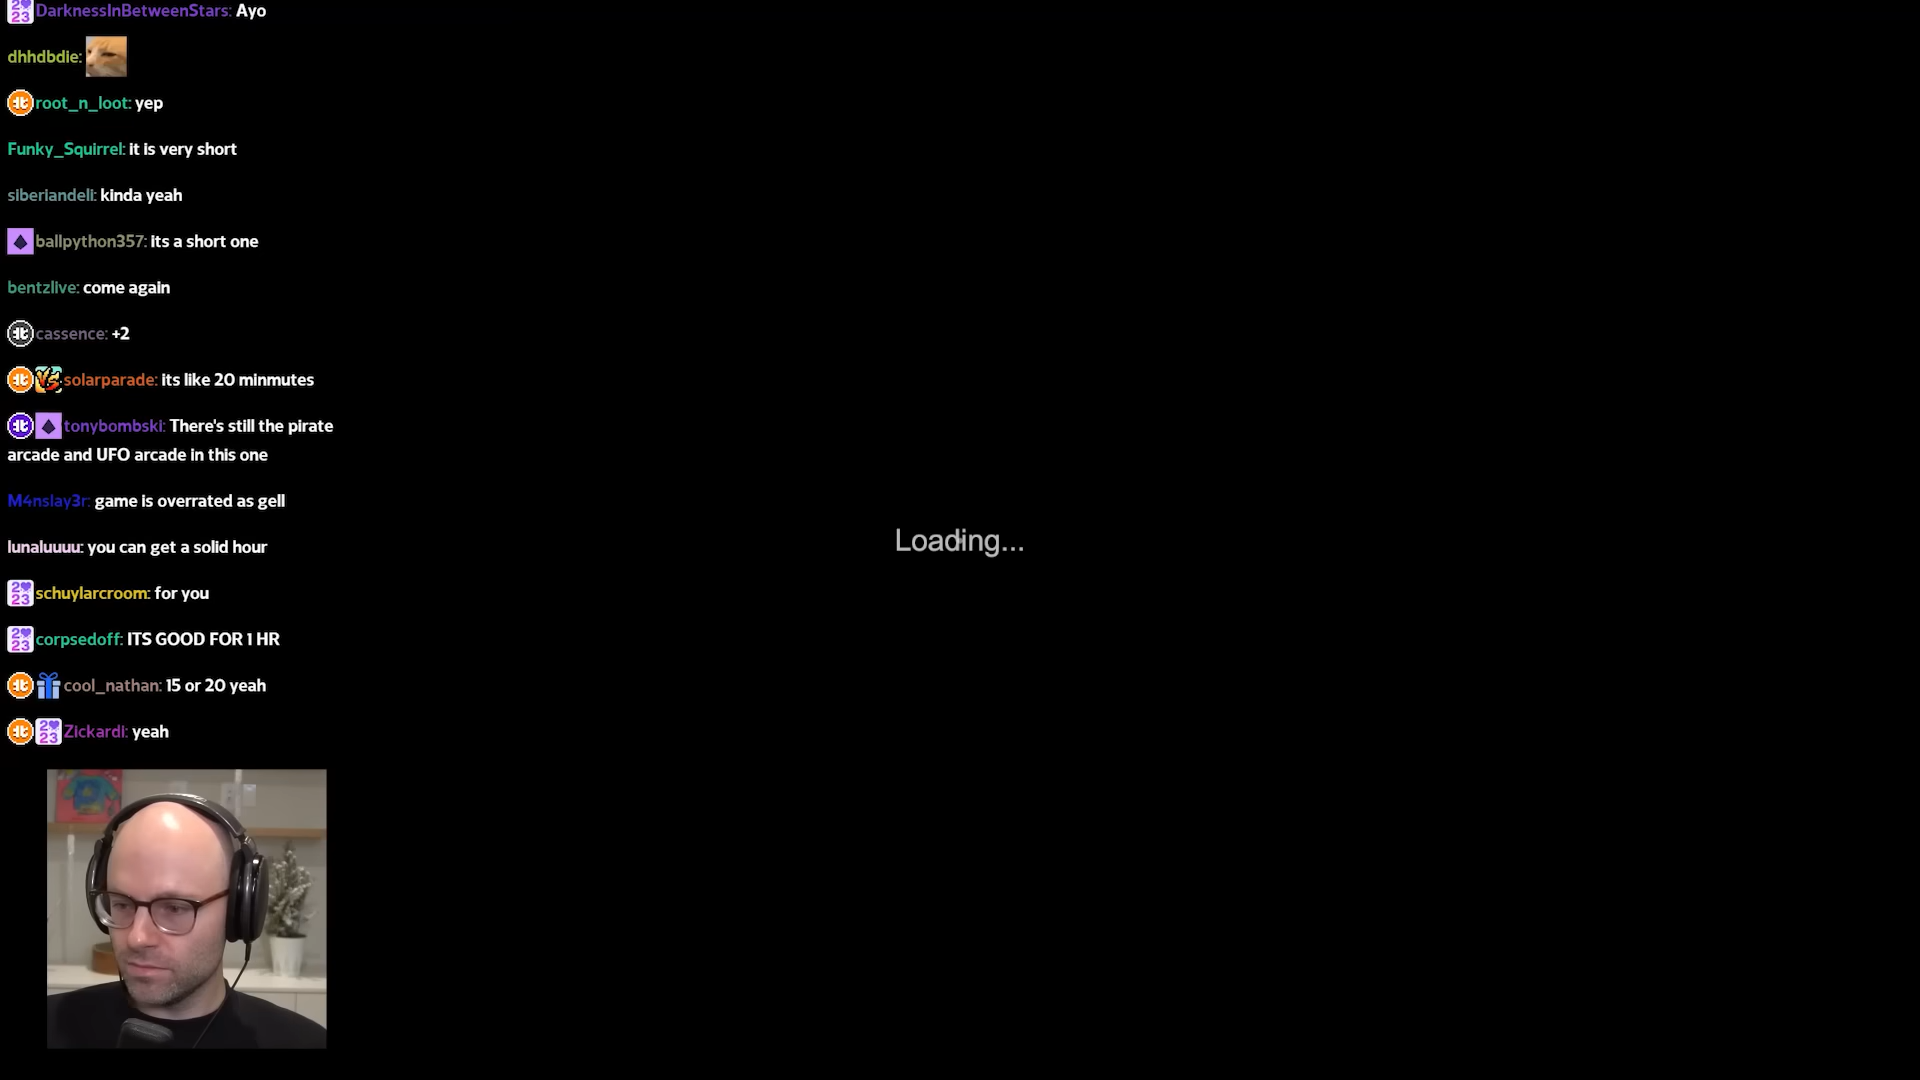 DarknessInBetweenStars: Ayo
dhhdbdie:
root_n_loot: yep
Funky_Squirrel: it is very short
siberiandeli: kinda yeah
ballpython357: its a short one
bentzlive: come again
cassence: +2
solarparade: its like 20 minmutes
tonybombski: There's still the pirate
arcade and UFO arcade in this one
M4nslay3r: game is overrated as gell
lunaluuuu: you can get a solid hour
schuylarcroom: for you
corpsedoff: ITS GOOD FOR 1 HR
cool_nathan: 15 or 20 yeah
Zickardi: yeah
Loading...